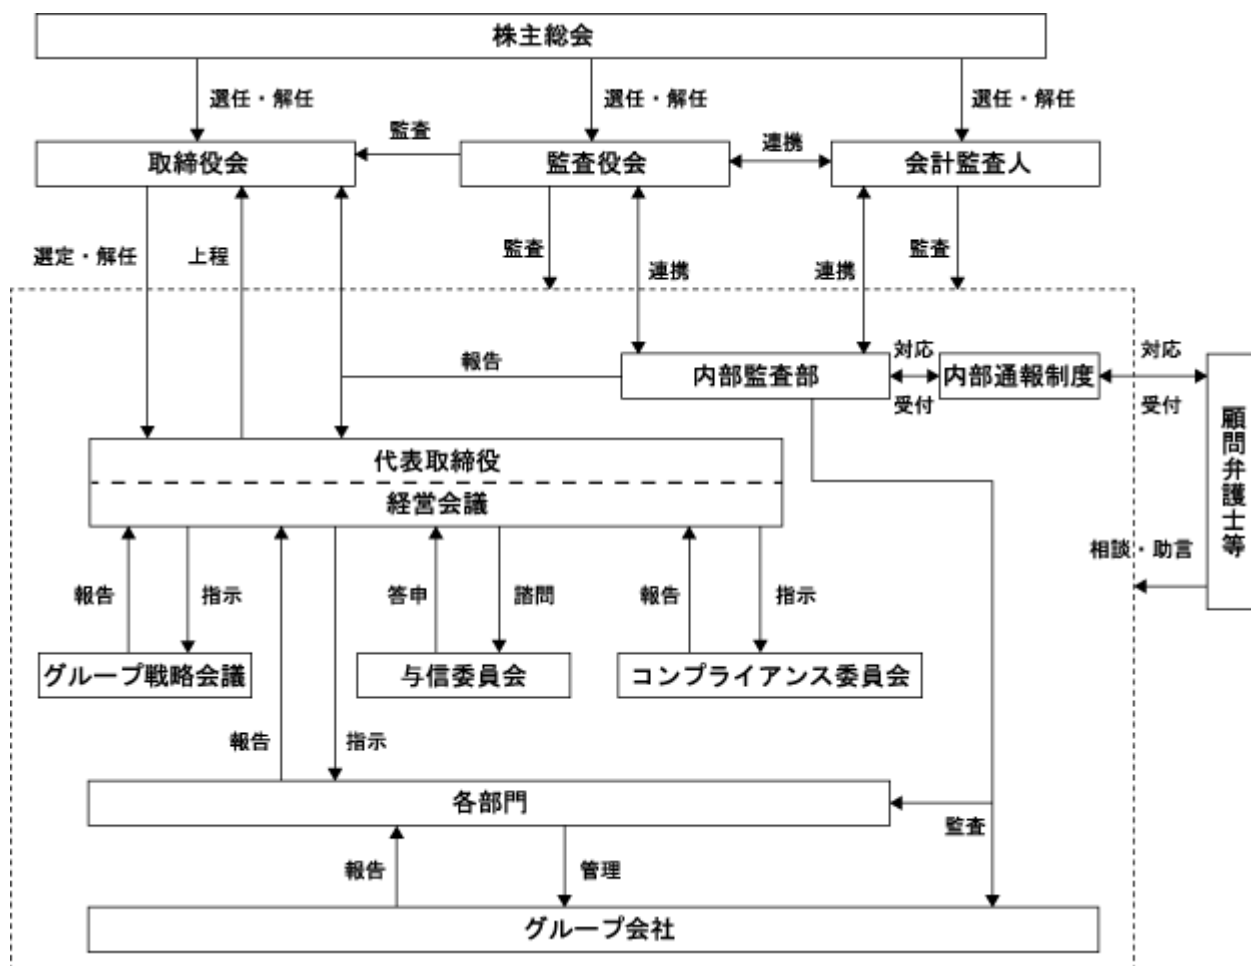 株主総会
選任・解任
選任・解任
選任・解任
取締役会
監査
監査役会
連携
会計監査人
選定・解任
上程
監査
連携
連携
監査
報告
内部監査部
対応
受付
内部通報制度
対応
受付
顧問弁護士等
代表取締役
経営会議
相談・助言
報告
指示
答申
諮問
報告
指示
グループ戦略会議
与信委員会
コンプライアンス委員会
報告
指示
各部門
監査
報告
管理
グループ会社